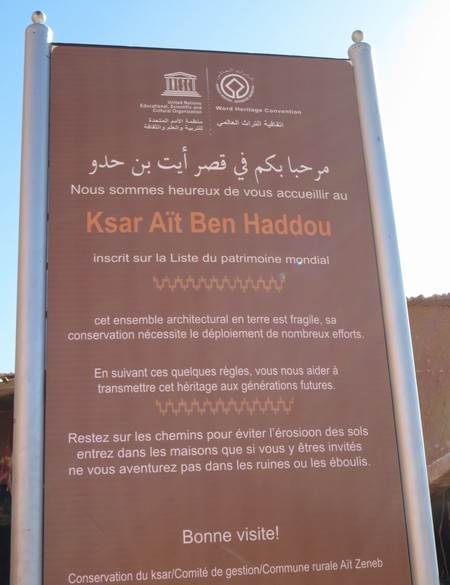 United Nations
Educational, Scientific and
Cultural Organization
Word Heritage Convention
منظمة الأمم المتحدة
للتربية والعلم والثقافة
اتفاقية التراث العالمي
مرحبا بكم في قصر أيت بن حدو
Nous sommes heureux de vous accueillir au
Ksar Aït Ben Haddou
inscrit sur la Liste du patrimoine mondial
cet ensemble architectural en terre est fragile, sa
conservation nécessite le déploiement de nombreux efforts.
En suivant ces quelques règles, vous nous aider à
transmettre cet héritage aux générations futures.
Restez sur les chemins pour éviter l'érosioon des sols
entrez dans les maisons que si vous y êtres invités
ne vous aventurez pas dans les ruines ou les éboulis.
Bonne visite!
Conservation du ksar/Comité de gestion/Commune rurale Aït Zeneb